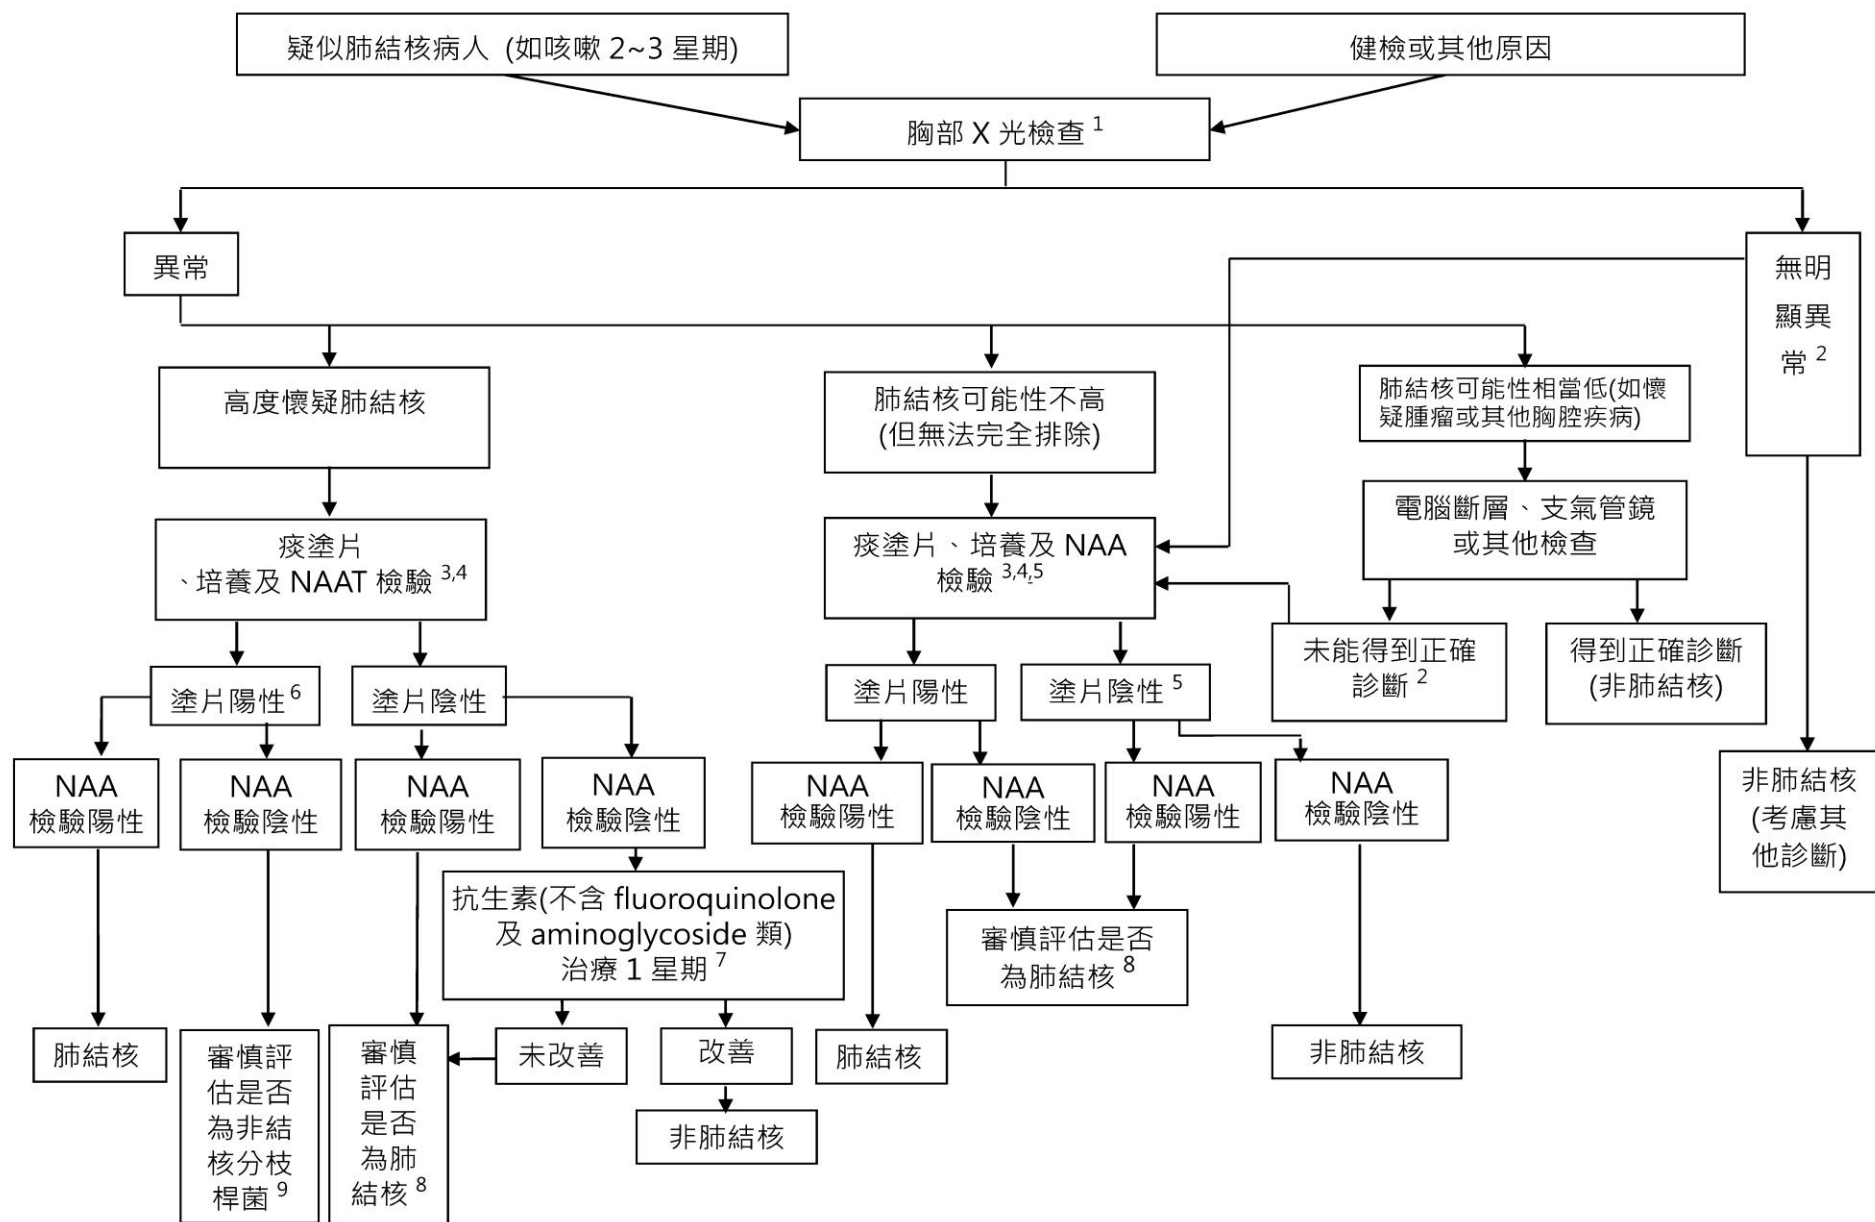 疑似肺結核病人 (如咳嗽 2~3 星期)
健檢或其他原因
胸部 X 光檢查 1
異常
無明
顯異
常 2
高度懷疑肺結核
肺結核可能性不高
(但無法完全排除)
肺結核可能性相當低(如懷
疑腫瘤或其他胸腔疾病)
痰塗片
、培養及 NAAT 檢驗 3,4
痰塗片、培養及 NAA
檢驗 3,4,5
電腦斷層、支氣管鏡
或其他檢查
塗片陽性 6
塗片陰性
塗片陽性
塗片陰性 5
未能得到正確
診斷 2
得到正確診斷
(非肺結核)
NAA
檢驗陽性
NAA
檢驗陰性
NAA
檢驗陽性
NAA
檢驗陰性
NAA
檢驗陽性
NAA
檢驗陰性
NAA
檢驗陽性
NAA
檢驗陰性
非肺結核
(考慮其
他診斷)
抗生素(不含 fluoroquinolone
及 aminoglycoside 類)
治療 1 星期 7
審慎評估是否
為肺結核 8
肺結核
審慎評
估是否
為非結
核分枝
桿菌 9
審慎
評估
是否
為肺
結核 8
未改善
改善
非肺結核
肺結核
非肺結核